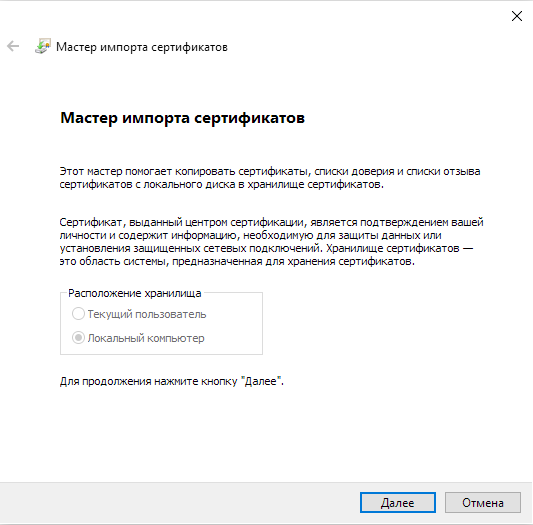 Мастер импорта сертификатов
Мастер импорта сертификатов
Этот мастер помогает копировать сертификаты, списки доверия и списки отзыва
сертификатов с локального диска в хранилище сертификатов.
Сертификат, выданный центром сертификации, является подтверждением вашей
личности и содержит информацию, необходимую для защиты данных или
установления защищенных сетевых подключений. Хранилище сертификатов —
это область системы, предназначенная для хранения сертификатов.
Расположение хранилища
Текущий пользователь
Локальный компьютер
Для продолжения нажмите кнопку "Далее".
Далее
Отмена